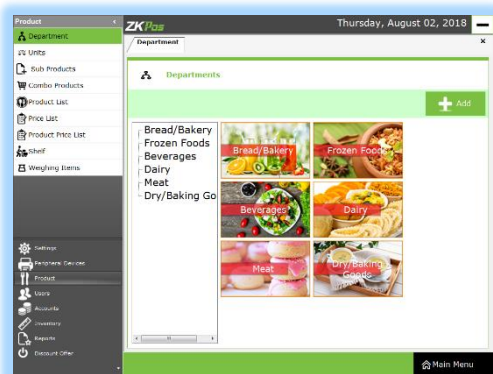 Product
Department
Units
Sub Products
Combo Products
Product List
Price List
Product Price List
Shelf
Weighing Items
Settings
Peripheral Devices
Product
Users
Accounts
Inventory
Reports
Discount Offer
ZKPos
Thursday, August 02, 2018
Department
Departments
Add
Bread/Bakery
Frozen Foods
Beverages
Dairy
Meat
Dry/Baking Go
Bread/Bakery
Frozen Foods
Beverages
Dairy
Meat
Dry/Baking
Goods
Main Menu